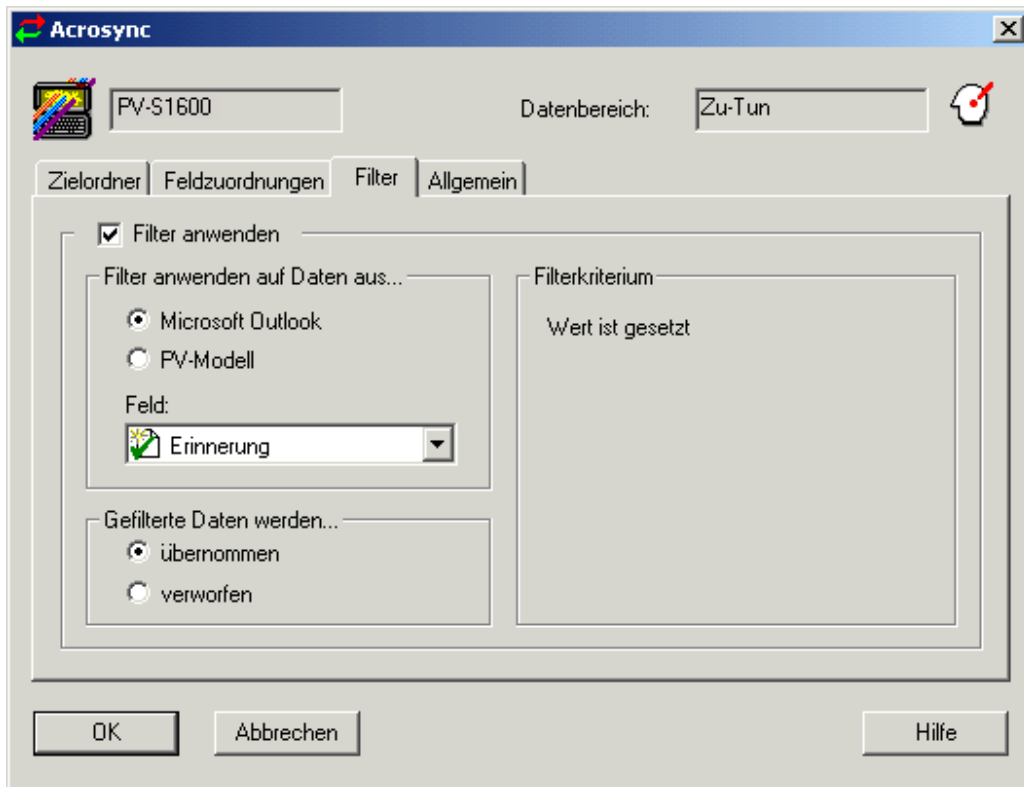 Acrosync
PV-S1600
Datenbereich:
Zu-Tun
Zielordner
Feldzuordnungen
Filter
Allgemein
Filter anwenden
Filter anwenden auf Daten aus...
Microsoft Outlook
PV-Modell
Feld:
Erinnerung
Filterkriterium
Wert ist gesetzt
Gefilterte Daten werden...
übernommen
verworfen
OK
Abbrechen
Hilfe